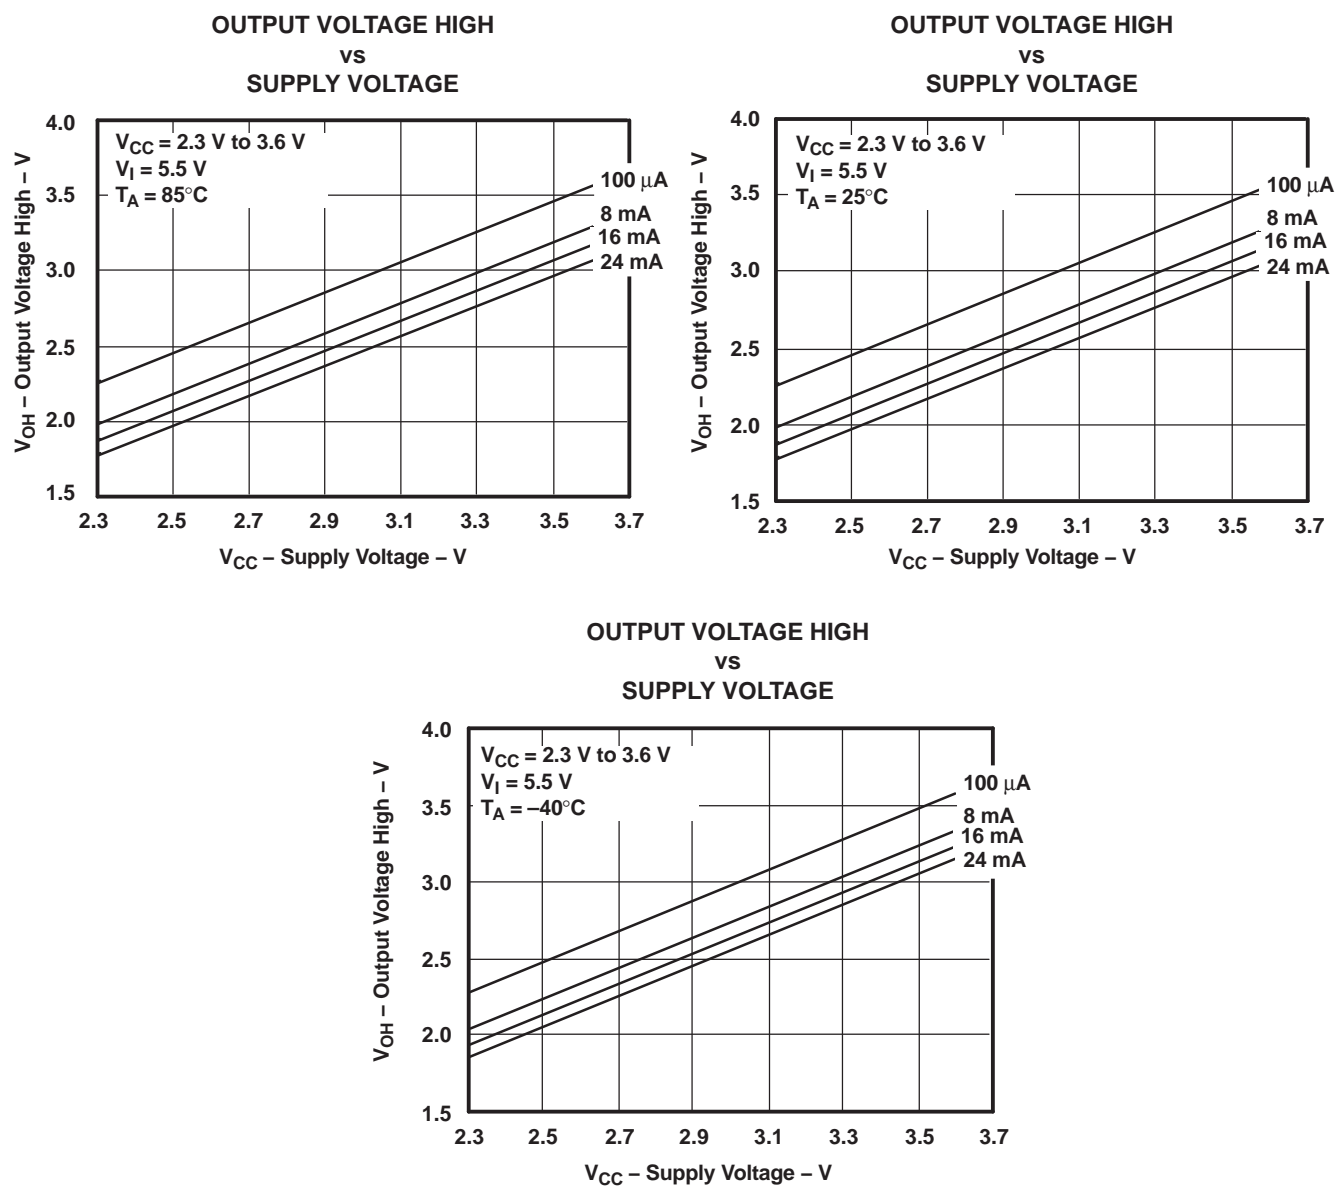 OUTPUT VOLTAGE HIGH
vs
SUPPLY VOLTAGE
V_OH – Output Voltage High – V
4.0
3.5
3.0
2.5
2.0
1.5
V_CC = 2.3 V to 3.6 V
V_I = 5.5 V
T_A = 85°C
100 μA
8 mA
16 mA
24 mA
2.3 2.5 2.7 2.9 3.1 3.3 3.5 3.7
V_CC – Supply Voltage – V
OUTPUT VOLTAGE HIGH
vs
SUPPLY VOLTAGE
V_OH – Output Voltage High – V
4.0
3.5
3.0
2.5
2.0
1.5
V_CC = 2.3 V to 3.6 V
V_I = 5.5 V
T_A = 25°C
100 μA
8 mA
16 mA
24 mA
2.3 2.5 2.7 2.9 3.1 3.3 3.5 3.7
V_CC – Supply Voltage – V
OUTPUT VOLTAGE HIGH
vs
SUPPLY VOLTAGE
V_OH – Output Voltage High – V
4.0
3.5
3.0
2.5
2.0
1.5
V_CC = 2.3 V to 3.6 V
V_I = 5.5 V
T_A = –40°C
100 μA
8 mA
16 mA
24 mA
2.3 2.5 2.7 2.9 3.1 3.3 3.5 3.7
V_CC – Supply Voltage – V